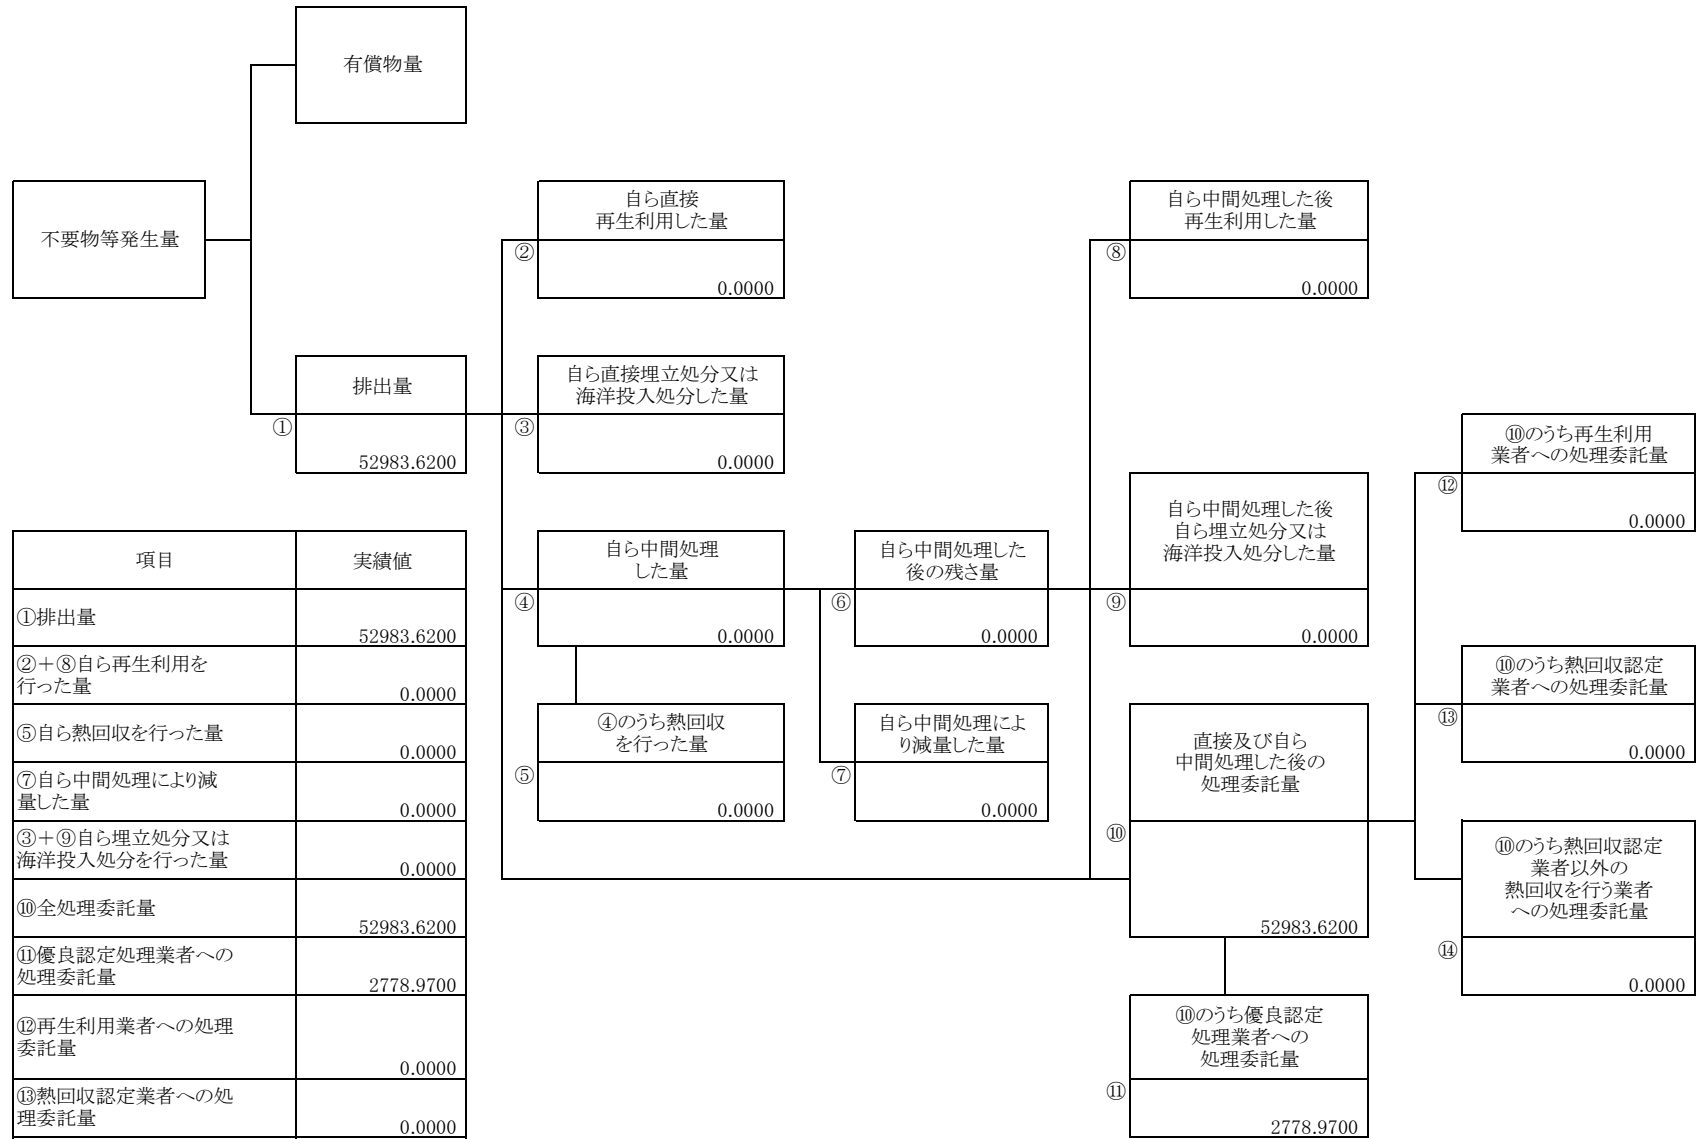 有償物量
不要物等発生量
自ら直接
再生利用した量
②
0.0000
自ら中間処理した後
再生利用した量
⑧
0.0000
排出量
①
52983.6200
自ら直接埋立処分又は
海洋投入処分した量
③
0.0000
⑩のうち再生利用
業者への処理委託量
⑫
0.0000
自ら中間処理
した量
④
0.0000
自ら中間処理した
後の残さ量
⑥
0.0000
自ら中間処理した後
自ら埋立処分又は
海洋投入処分した量
⑨
0.0000
⑩のうち熱回収認定
業者への処理委託量
⑬
0.0000
④のうち熱回収
を行った量
⑤
0.0000
自ら中間処理によ
り減量した量
⑦
0.0000
直接及び自ら
中間処理した後の
処理委託量
⑩
52983.6200
⑩のうち熱回収認定
業者以外の
熱回収を行う業者
への処理委託量
⑭
0.0000
⑩のうち優良認定
処理業者への
処理委託量
⑪
2778.9700
項目 実績値
①排出量
52983.6200
②+⑧自ら再生利用を
行った量
0.0000
⑤自ら熱回収を行った量
0.0000
⑦自ら中間処理により減
量した量
0.0000
③+⑨自ら埋立処分又は
海洋投入処分を行った量
0.0000
⑩全処理委託量
52983.6200
⑪優良認定処理業者への
処理委託量
2778.9700
⑫再生利用業者への処理
委託量
0.0000
⑬熱回収認定業者への処
理委託量
0.0000